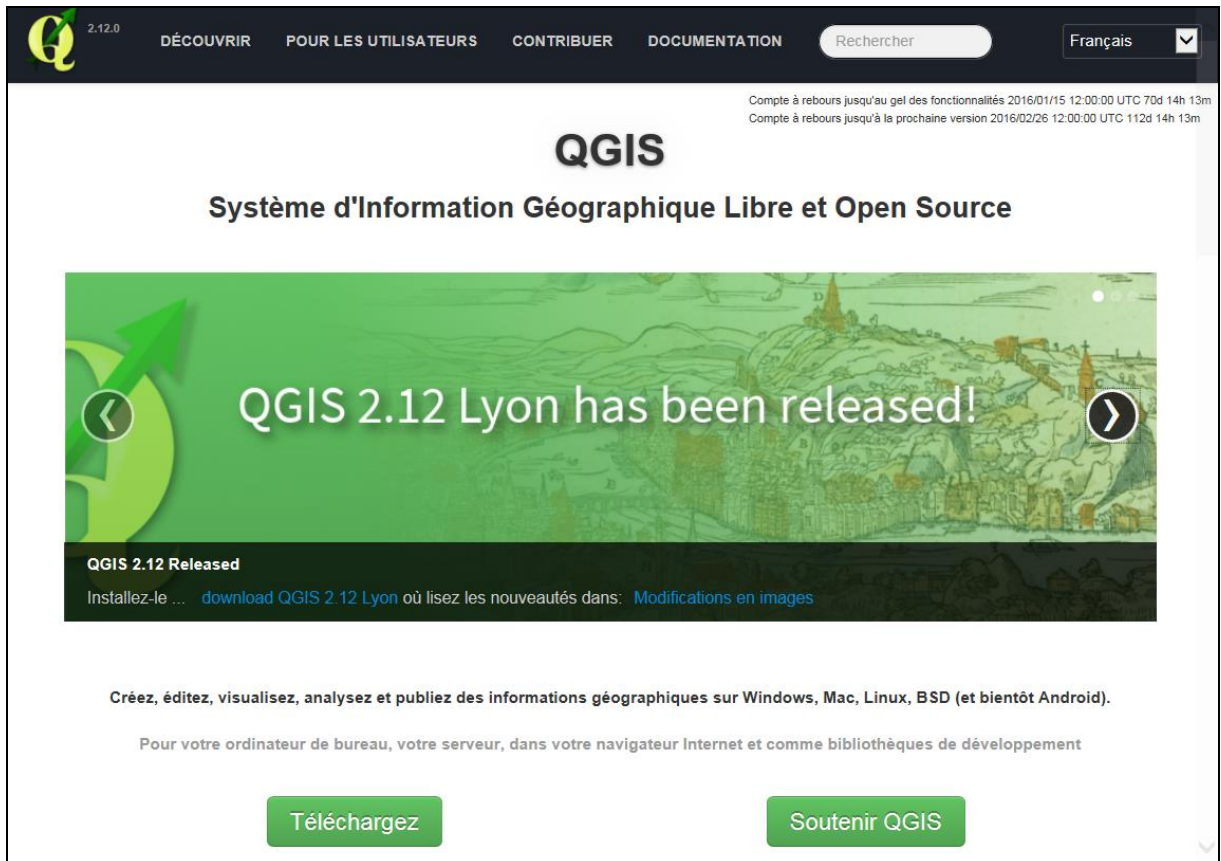 2.12.0
DÉCOUVRIR POUR LES UTILISATEURS CONTRIBUER DOCUMENTATION Rechercher Français
Compte à rebours jusqu'au gel des fonctionnalités 2016/01/15 12:00:00 UTC 70d 14h 13m
Compte à rebours jusqu'à la prochaine version 2016/02/26 12:00:00 UTC 112d 14h 13m
QGIS
Système d'Information Géographique Libre et Open Source
QGIS 2.12 Lyon has been released!
QGIS 2.12 Released
Installez-le ... download QGIS 2.12 Lyon où lisez les nouveautés dans: Modifications en images
Créez, éditez, visualisez, analysez et publiez des informations géographiques sur Windows, Mac, Linux, BSD (et bientôt Android).
Pour votre ordinateur de bureau, votre serveur, dans votre navigateur Internet et comme bibliothèques de développement
Téléchargez Soutenir QGIS